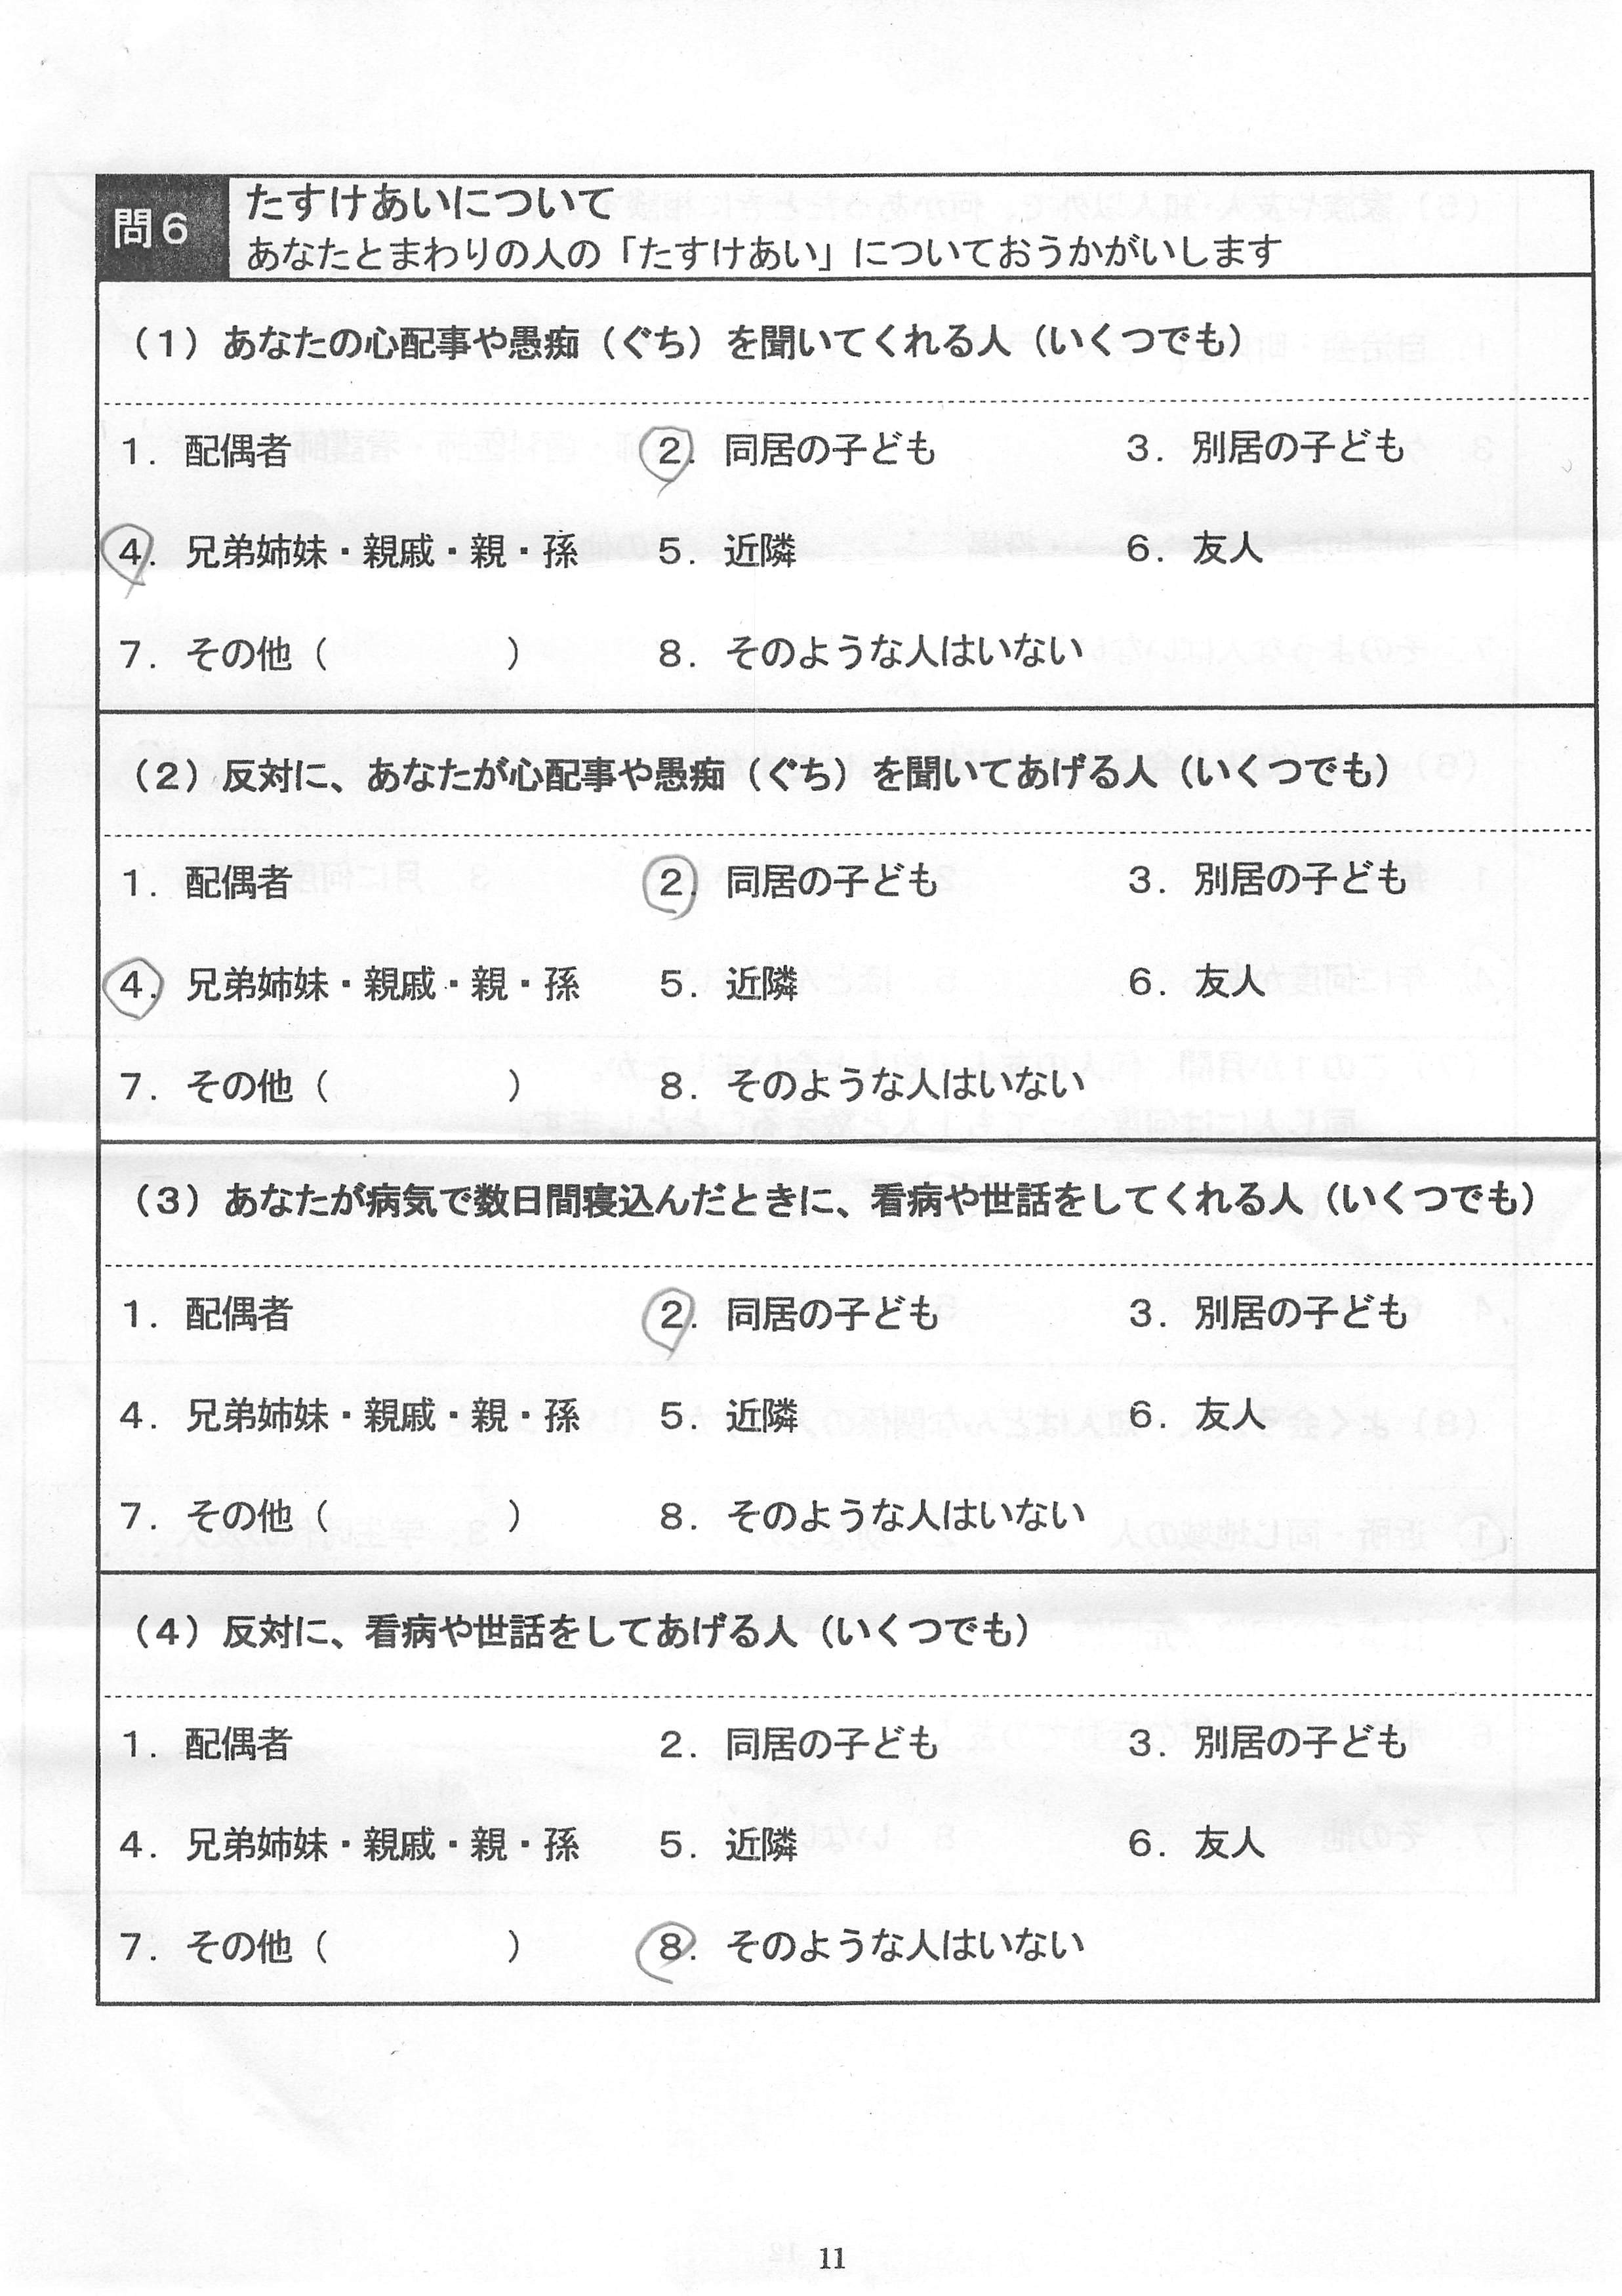 問6 たすけあいについて
あなたとまわりの人の「たすけあい」についておうかがいします
（1）あなたの心配事や愚痴（ぐち）を聞いてくれる人（いくつでも）
1. 配偶者 2. 同居の子ども 3. 別居の子ども
4. 兄弟姉妹・親戚・親・孫 5. 近隣 6. 友人
7. その他（ ） 8. そのような人はいない
（2）反対に、あなたが心配事や愚痴（ぐち）を聞いてあげる人（いくつでも）
1. 配偶者 2. 同居の子ども 3. 別居の子ども
4. 兄弟姉妹・親戚・親・孫 5. 近隣 6. 友人
7. その他（ ） 8. そのような人はいない
（3）あなたが病気で数日間寝込んだときに、看病や世話をしてくれる人（いくつでも）
1. 配偶者 2. 同居の子ども 3. 別居の子ども
4. 兄弟姉妹・親戚・親・孫 5. 近隣 6. 友人
7. その他（ ） 8. そのような人はいない
（4）反対に、看病や世話をしてあげる人（いくつでも）
1. 配偶者 2. 同居の子ども 3. 別居の子ども
4. 兄弟姉妹・親戚・親・孫 5. 近隣 6. 友人
7. その他（ ） 8. そのような人はいない
11